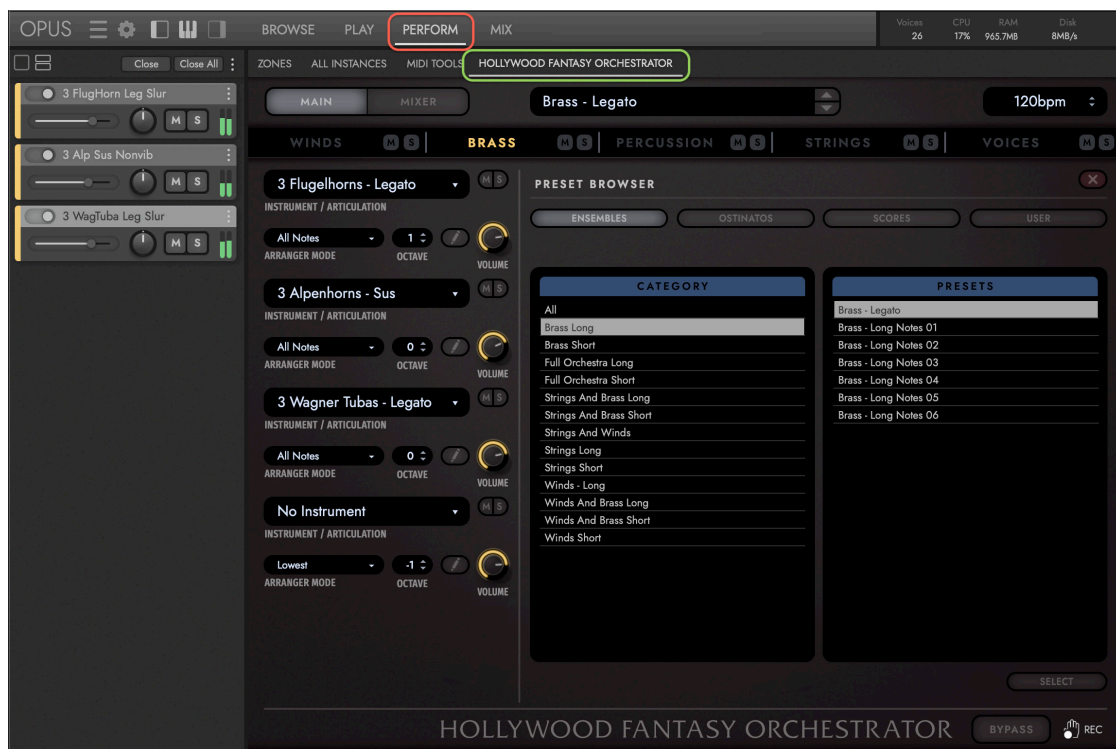 OPUS BROWSE PLAY PERFORM MIX Voices CPU RAM Disk
26 17% 965.7MB 8MB/s
Close Close All ZONES ALL INSTANCES MIDI TOOLS HOLLYWOOD FANTASY ORCHESTRATOR
3 FlugHorn Leg Slur
M S
3 Alp Sus Nonvib
M S
3 WagTuba Leg Slur
M S
MAIN MIXER Brass - Legato 120bpm
WINDS M S BRASS M S PERCUSSION M S STRINGS M S VOICES M S
3 Flugelhorns - Legato M S
INSTRUMENT / ARTICULATION
All Notes 1
ARRANGER MODE OCTAVE VOLUME
3 Alpenhorns - Sus M S
INSTRUMENT / ARTICULATION
All Notes 0
ARRANGER MODE OCTAVE VOLUME
3 Wagner Tubas - Legato M S
INSTRUMENT / ARTICULATION
All Notes 0
ARRANGER MODE OCTAVE VOLUME
No Instrument M S
INSTRUMENT / ARTICULATION
Lowest -1
ARRANGER MODE OCTAVE VOLUME
PRESET BROWSER
ENSEMBLES OSTINATOS SCORES USER
CATEGORY
All
Brass Long
Brass Short
Full Orchestra Long
Full Orchestra Short
Strings And Brass Long
Strings And Brass Short
Strings And Winds
Strings Long
Strings Short
Winds - Long
Winds And Brass Long
Winds And Brass Short
Winds Short
PRESETS
Brass - Legato
Brass - Long Notes 01
Brass - Long Notes 02
Brass - Long Notes 03
Brass - Long Notes 04
Brass - Long Notes 05
Brass - Long Notes 06
SELECT
HOLLYWOOD FANTASY ORCHESTRATOR BYPASS REC